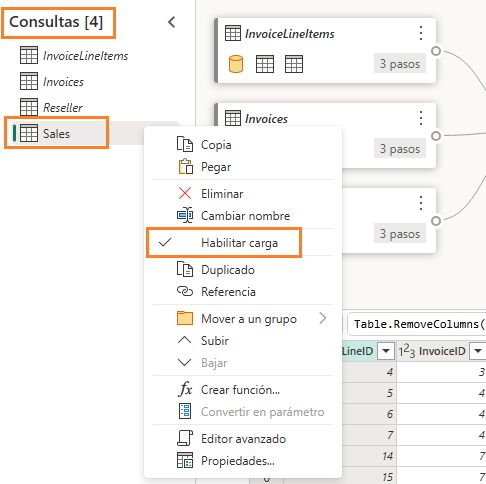 Consultas [4]
InvoiceLineItems
Invoices
Reseller
Sales
InvoiceLineItems
3 pasos
Invoices
3 pasos
3 pasos
Copia
Pegar
Eliminar
Cambiar nombre
Habilitar carga
Duplicado
Referencia
Mover a un grupo
Subir
Bajar
Crear función...
Convertir en parámetro
Editor avanzado
Propiedades...
Table.RemoveColumns(
LineID 1²3 InvoiceID
4 3
5 4
6 4
7 4
14 7
15 7